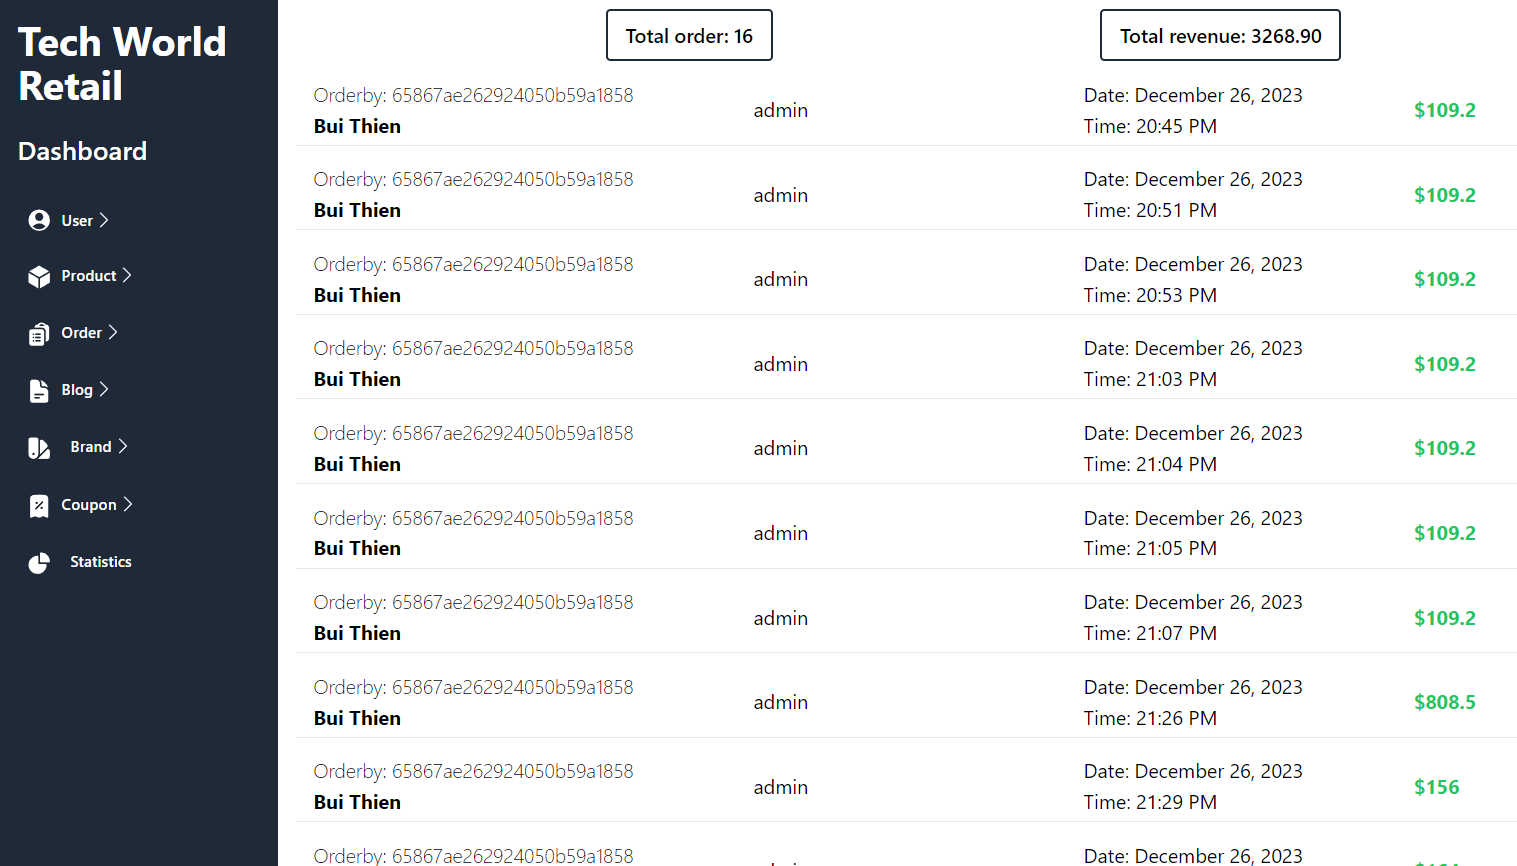 Tech World
Retail
Dashboard
User
Product
Order
Blog
Brand
Coupon
Statistics
Total order: 16
Total revenue: 3268.90
Orderby: 65867ae262924050b59a1858
Bui Thien
admin
Date: December 26, 2023
Time: 20:45 PM
$109.2
Orderby: 65867ae262924050b59a1858
Bui Thien
admin
Date: December 26, 2023
Time: 20:51 PM
$109.2
Orderby: 65867ae262924050b59a1858
Bui Thien
admin
Date: December 26, 2023
Time: 20:53 PM
$109.2
Orderby: 65867ae262924050b59a1858
Bui Thien
admin
Date: December 26, 2023
Time: 21:03 PM
$109.2
Orderby: 65867ae262924050b59a1858
Bui Thien
admin
Date: December 26, 2023
Time: 21:04 PM
$109.2
Orderby: 65867ae262924050b59a1858
Bui Thien
admin
Date: December 26, 2023
Time: 21:05 PM
$109.2
Orderby: 65867ae262924050b59a1858
Bui Thien
admin
Date: December 26, 2023
Time: 21:07 PM
$109.2
Orderby: 65867ae262924050b59a1858
Bui Thien
admin
Date: December 26, 2023
Time: 21:26 PM
$808.5
Orderby: 65867ae262924050b59a1858
Bui Thien
admin
Date: December 26, 2023
Time: 21:29 PM
$156
Orderby: 65867ae262924050b59a1858
Date: December 26, 2023